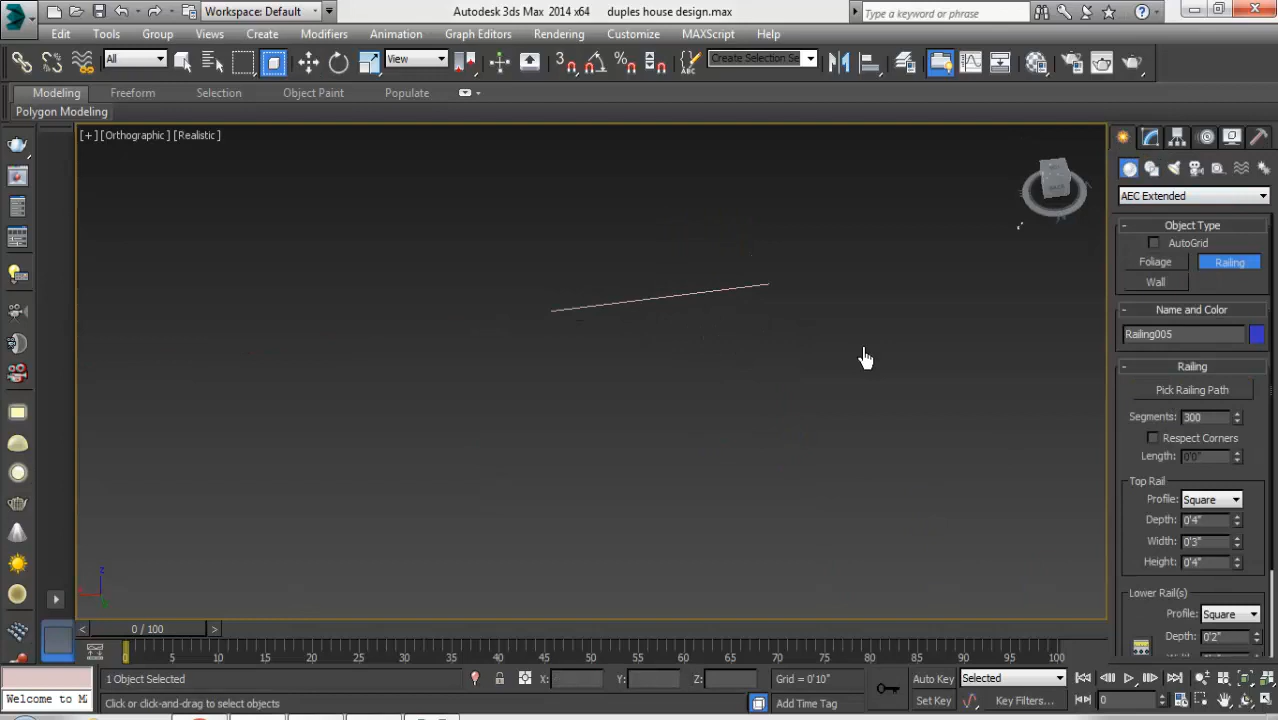 Workspace: Default
Autodesk 3ds Max 2014 x64 duples house design.max
Type a keyword or phrase
Edit Tools Group Views Create Modifiers Animation Graph Editors Rendering Customize MAXScript Help
All View Create Selection Se
Modeling Freeform Selection Object Paint Populate
Polygon Modeling
[+] [Orthographic] [Realistic]
AEC Extended
- Object Type
AutoGrid
Foliage Railing
Wall
- Name and Color
Railing005
- Railing
Pick Railing Path
Segments: 300
Respect Corners
Length: 0'0"
Top Rail
Profile: Square
Depth: 0'4"
Width: 0'3"
Height: 0'4"
Lower Rail(s)
Profile: Square
Depth: 0'2"
z
< 0 / 100 >
0 5 10 15 20 25 30 35 40 45 50 55 60 65 70 75 80 85 90 95 100
1 Object Selected X: Y: Z: Grid = 0'10" Auto Key Selected
Welcome to M Click or click-and-drag to select objects Add Time Tag Set Key Key Filters... 0